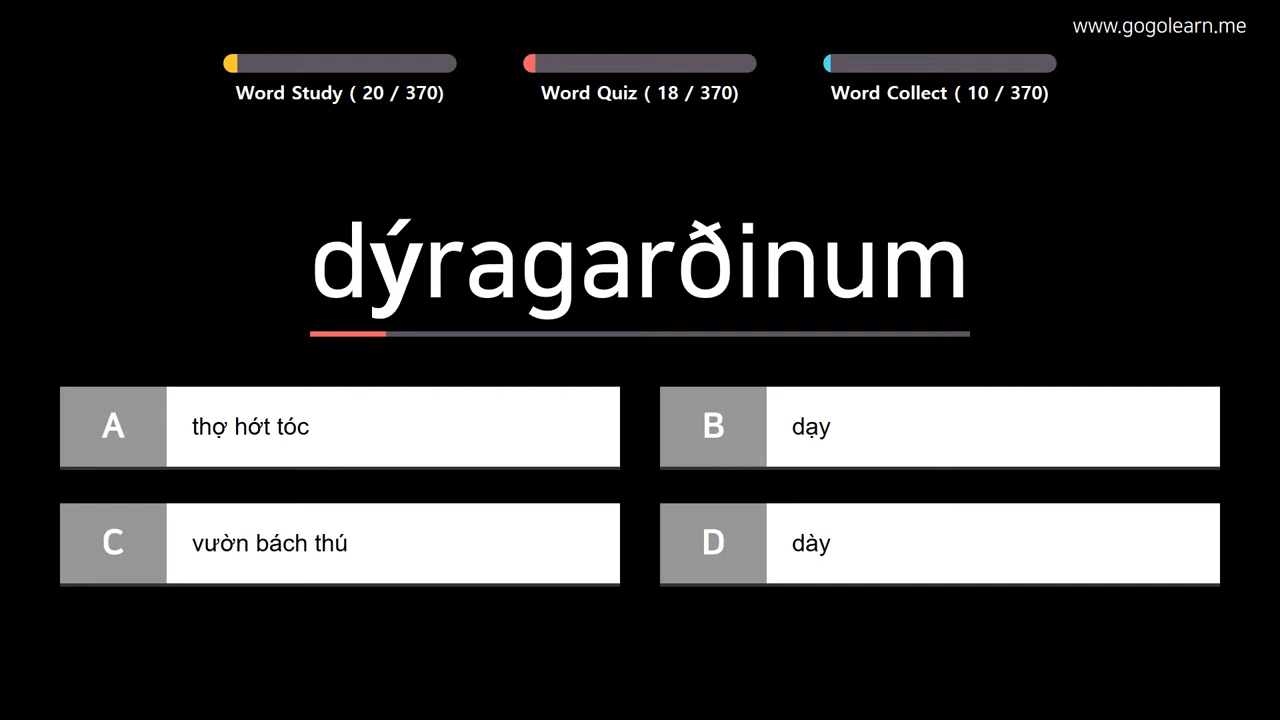 www.gogolearn.me
Word Study ( 20 / 370)
Word Quiz ( 18 / 370)
Word Collect ( 10 / 370)
dýragarðinum
A thợ hớt tóc
B dạy
C vườn bách thú
D dày